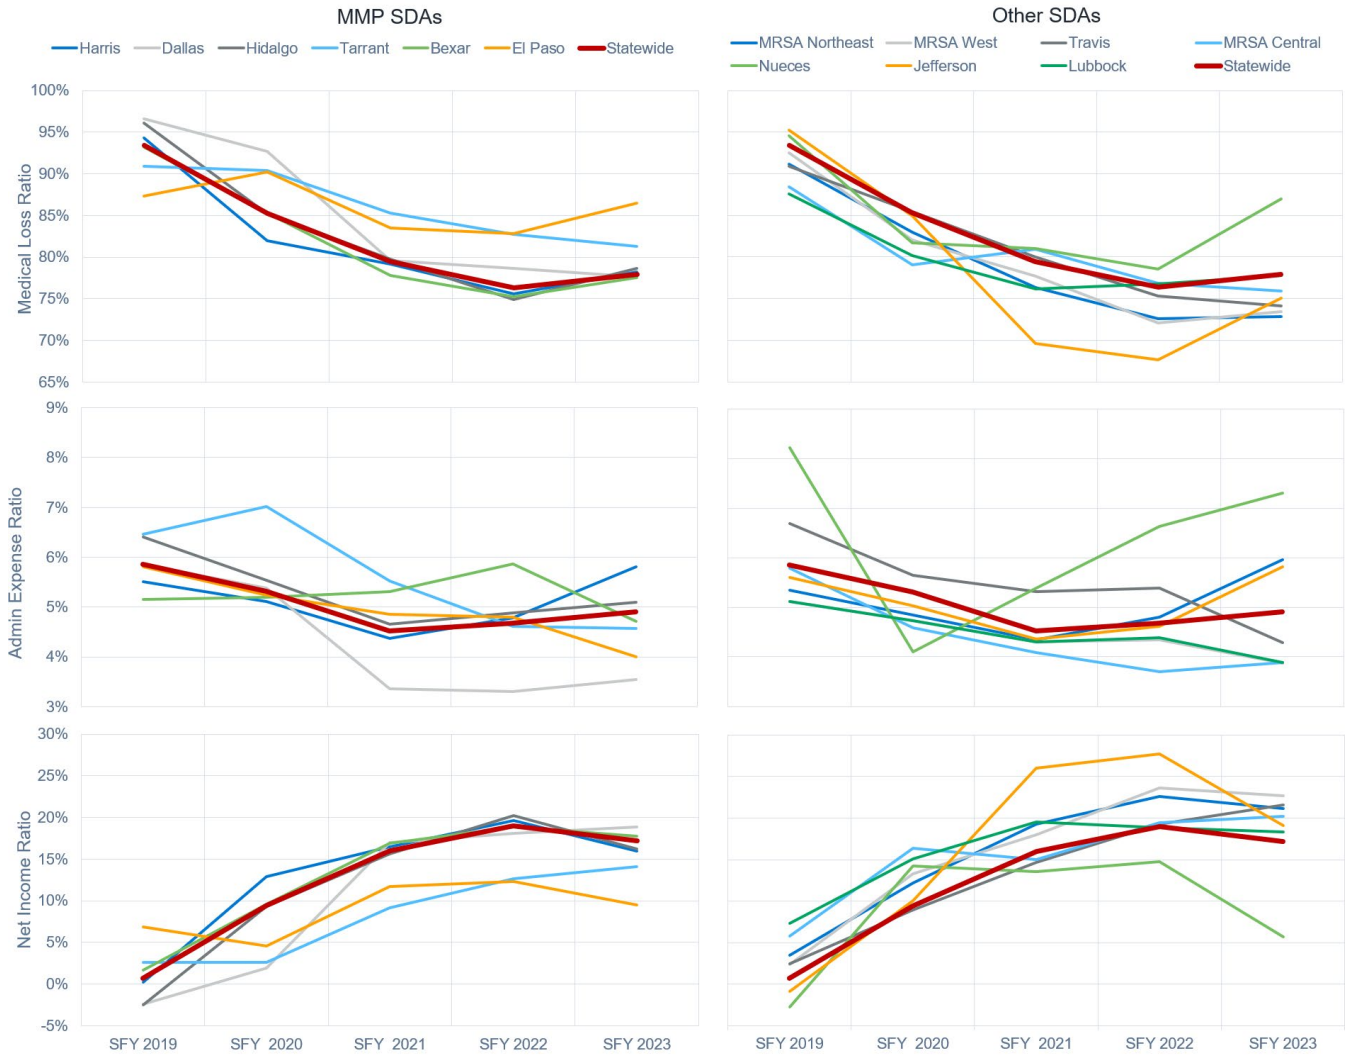 MMP SDAs
Other SDAs
Harris Dallas Hidalgo Tarrant Bexar El Paso Statewide
MRSA Northeast MRSA West Travis MRSA Central
Nueces Jefferson Lubbock Statewide
Medical Loss Ratio
100%
95%
90%
85%
80%
75%
70%
65%
Admin Expense Ratio
9%
8%
7%
6%
5%
4%
3%
Net Income Ratio
30%
25%
20%
15%
10%
5%
0%
-5%
SFY 2019 SFY 2020 SFY 2021 SFY 2022 SFY 2023
SFY 2019 SFY 2020 SFY 2021 SFY 2022 SFY 2023